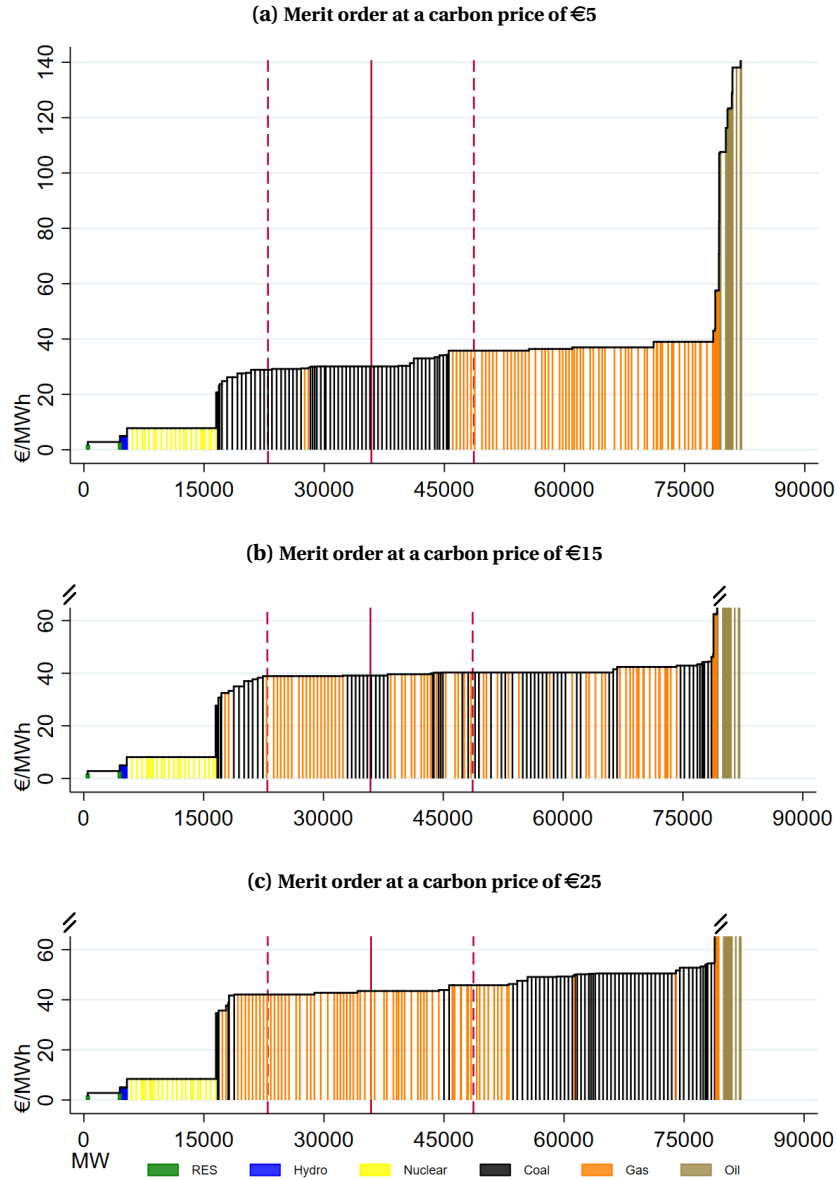 (a) Merit order at a carbon price of €5
140
120
100
80
60
40
20
0
€/MWh
0 15000 30000 45000 60000 75000 90000
(b) Merit order at a carbon price of €15
60
40
20
0
€/MWh
0 15000 30000 45000 60000 75000 90000
(c) Merit order at a carbon price of €25
60
40
20
0
€/MWh
0 15000 30000 45000 60000 75000 90000
MW
RES Hydro Nuclear Coal Gas Oil